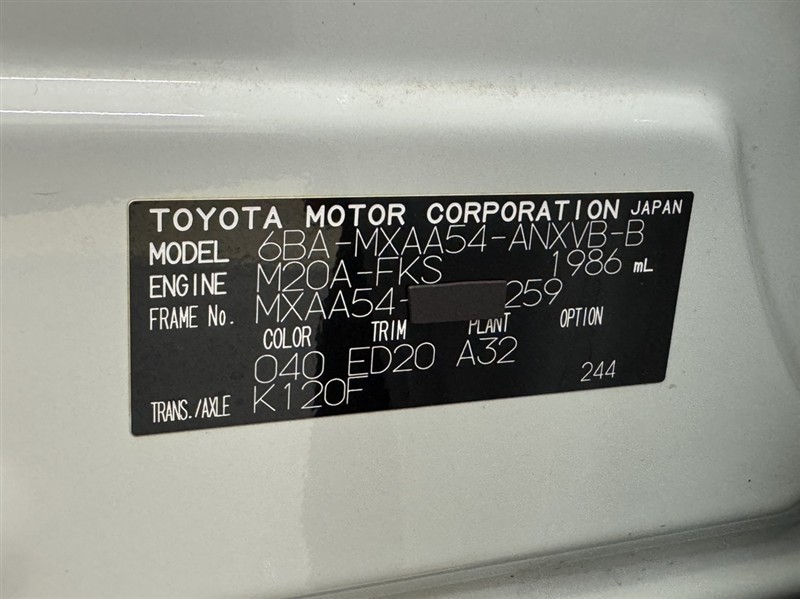 TOYOTA MOTOR CORPORATION JAPAN
MODEL 6BA-MXAA54-ANXVB-B
ENGINE M20A-FKS 1986 mL
FRAME No. MXAA54- 259
COLOR TRIM PLANT OPTION
040 ED20 A32
TRANS./AXLE K120F 244